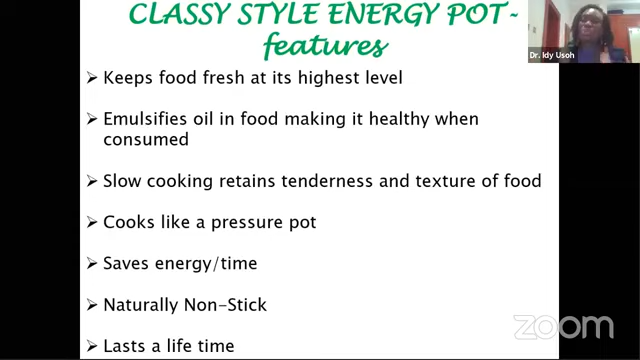 CLASSY STYLE ENERGY POT-
features
Keeps food fresh at its highest level
Emulsifies oil in food making it healthy when
consumed
Slow cooking retains tenderness and texture of food
Cooks like a pressure pot
Saves energy/time
Naturally Non-Stick
Lasts a life time
Dr. Idy Usoh
zoom